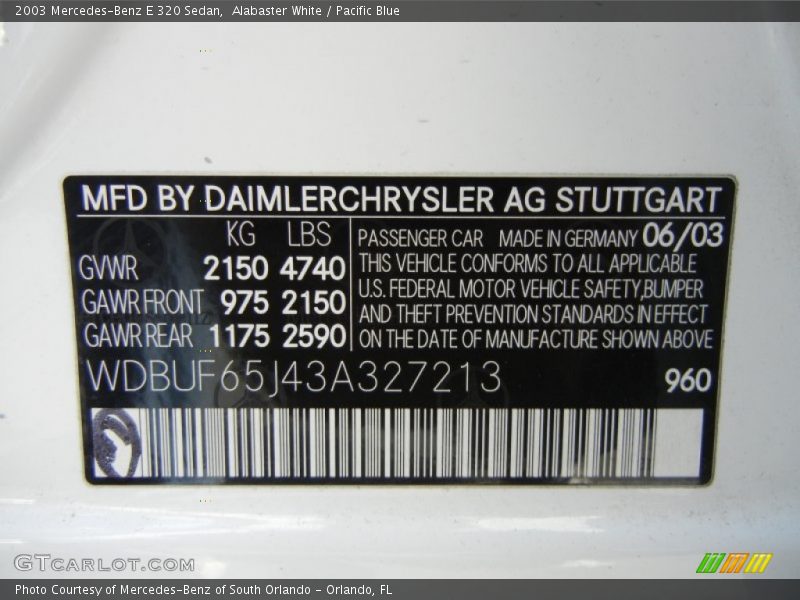 2003 Mercedes-Benz E 320 Sedan, Alabaster White / Pacific Blue
MFD BY DAIMLERCHRYSLER AG STUTTGART
KG LBS
GVWR 2150 4740
GAWR FRONT 975 2150
GAWR REAR 1175 2590
PASSENGER CAR MADE IN GERMANY 06/03
THIS VEHICLE CONFORMS TO ALL APPLICABLE
U.S. FEDERAL MOTOR VEHICLE SAFETY,BUMPER
AND THEFT PREVENTION STANDARDS IN EFFECT
ON THE DATE OF MANUFACTURE SHOWN ABOVE
WDBUF65J43A327213 960
GTCARLOT.COM
Photo Courtesy of Mercedes-Benz of South Orlando - Orlando, FL